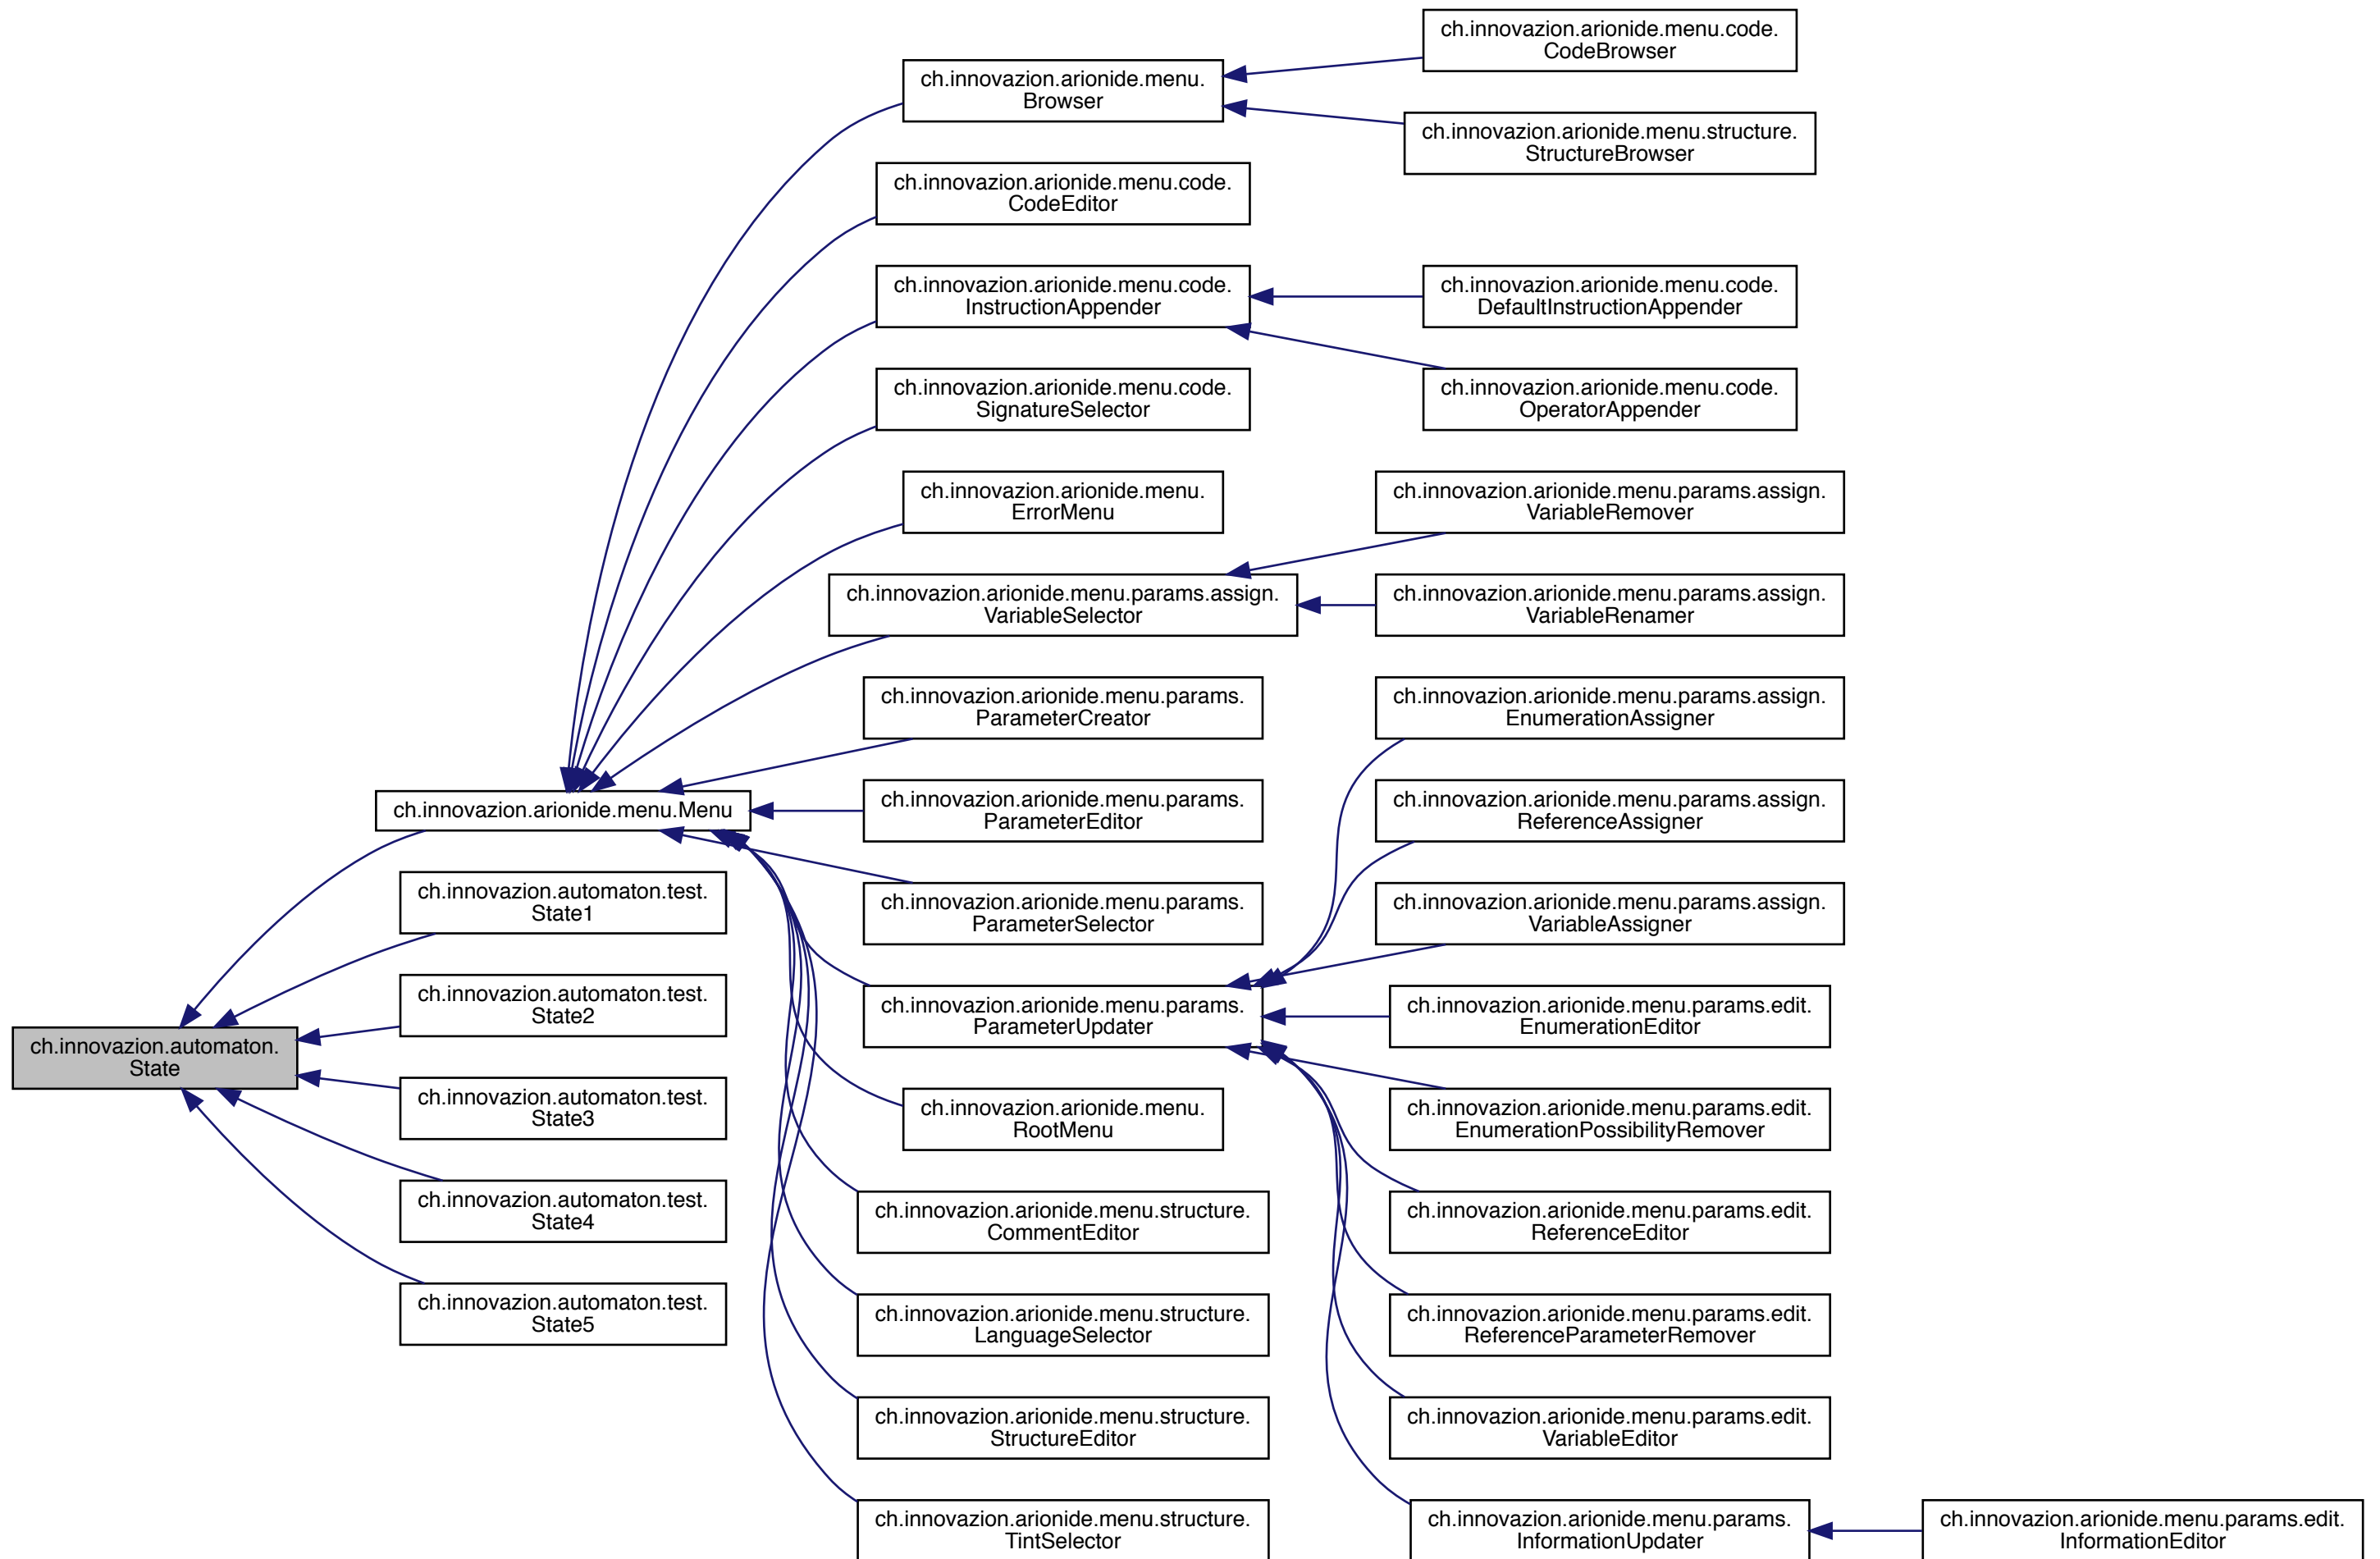 ch.innovazion.automaton.
State
ch.innovazion.arionide.menu.Menu
ch.innovazion.automaton.test.
State1
ch.innovazion.automaton.test.
State2
ch.innovazion.automaton.test.
State3
ch.innovazion.automaton.test.
State4
ch.innovazion.automaton.test.
State5
ch.innovazion.arionide.menu.
Browser
ch.innovazion.arionide.menu.code.
CodeEditor
ch.innovazion.arionide.menu.code.
InstructionAppender
ch.innovazion.arionide.menu.code.
SignatureSelector
ch.innovazion.arionide.menu.
ErrorMenu
ch.innovazion.arionide.menu.params.assign.
VariableSelector
ch.innovazion.arionide.menu.params.
ParameterCreator
ch.innovazion.arionide.menu.params.
ParameterEditor
ch.innovazion.arionide.menu.params.
ParameterSelector
ch.innovazion.arionide.menu.params.
ParameterUpdater
ch.innovazion.arionide.menu.
RootMenu
ch.innovazion.arionide.menu.structure.
CommentEditor
ch.innovazion.arionide.menu.structure.
LanguageSelector
ch.innovazion.arionide.menu.structure.
StructureEditor
ch.innovazion.arionide.menu.structure.
TintSelector
ch.innovazion.arionide.menu.code.
CodeBrowser
ch.innovazion.arionide.menu.structure.
StructureBrowser
ch.innovazion.arionide.menu.code.
DefaultInstructionAppender
ch.innovazion.arionide.menu.code.
OperatorAppender
ch.innovazion.arionide.menu.params.assign.
VariableRemover
ch.innovazion.arionide.menu.params.assign.
VariableRenamer
ch.innovazion.arionide.menu.params.assign.
EnumerationAssigner
ch.innovazion.arionide.menu.params.assign.
ReferenceAssigner
ch.innovazion.arionide.menu.params.assign.
VariableAssigner
ch.innovazion.arionide.menu.params.edit.
EnumerationEditor
ch.innovazion.arionide.menu.params.edit.
EnumerationPossibilityRemover
ch.innovazion.arionide.menu.params.edit.
ReferenceEditor
ch.innovazion.arionide.menu.params.edit.
ReferenceParameterRemover
ch.innovazion.arionide.menu.params.edit.
VariableEditor
ch.innovazion.arionide.menu.params.
InformationUpdater
ch.innovazion.arionide.menu.params.edit.
InformationEditor